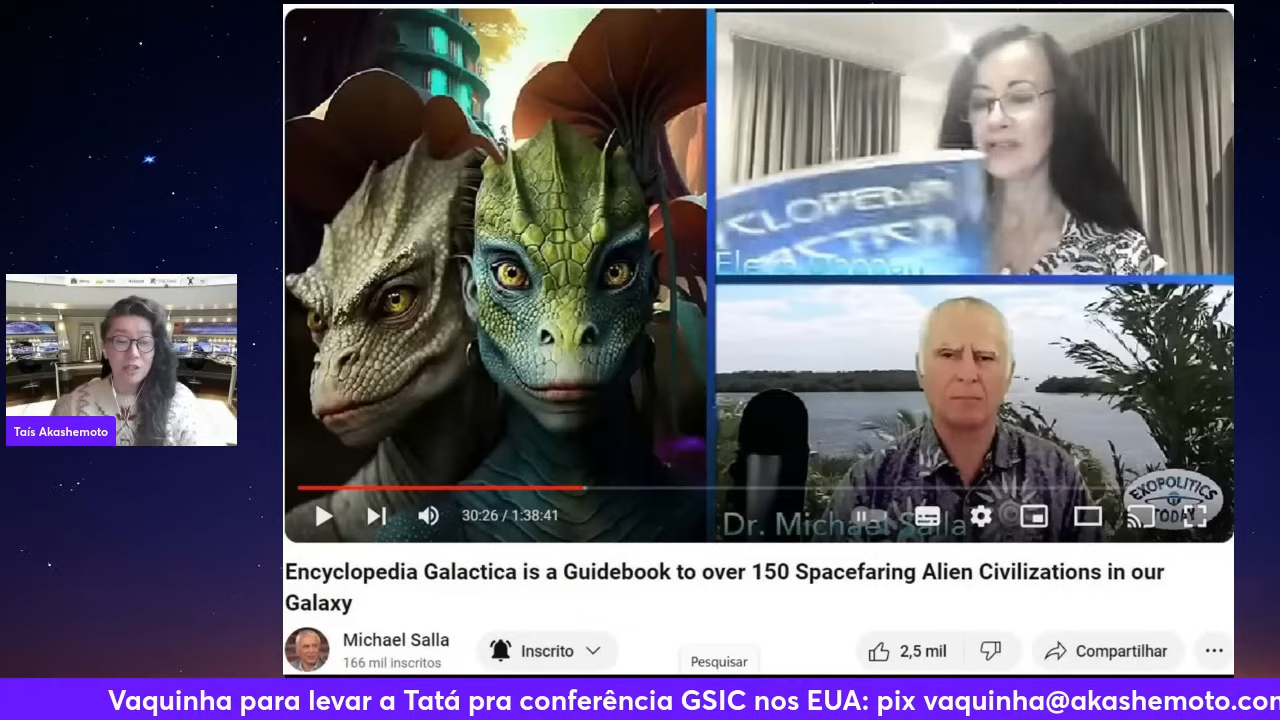 CLOPEDIA
EXOPOLITICS
TODAY
30:26 / 1:38:41
Dr. Michael Salla
Taís Akashemoto
Encyclopedia Galactica is a Guidebook to over 150 Spacefaring Alien Civilizations in our
Galaxy
Michael Salla
166 mil inscritos
Inscrito
Pesquisar
2,5 mil
Compartilhar
Vaquinha para levar a Tatá pra conferência GSIC nos EUA: pix vaquinha@akashemoto.com